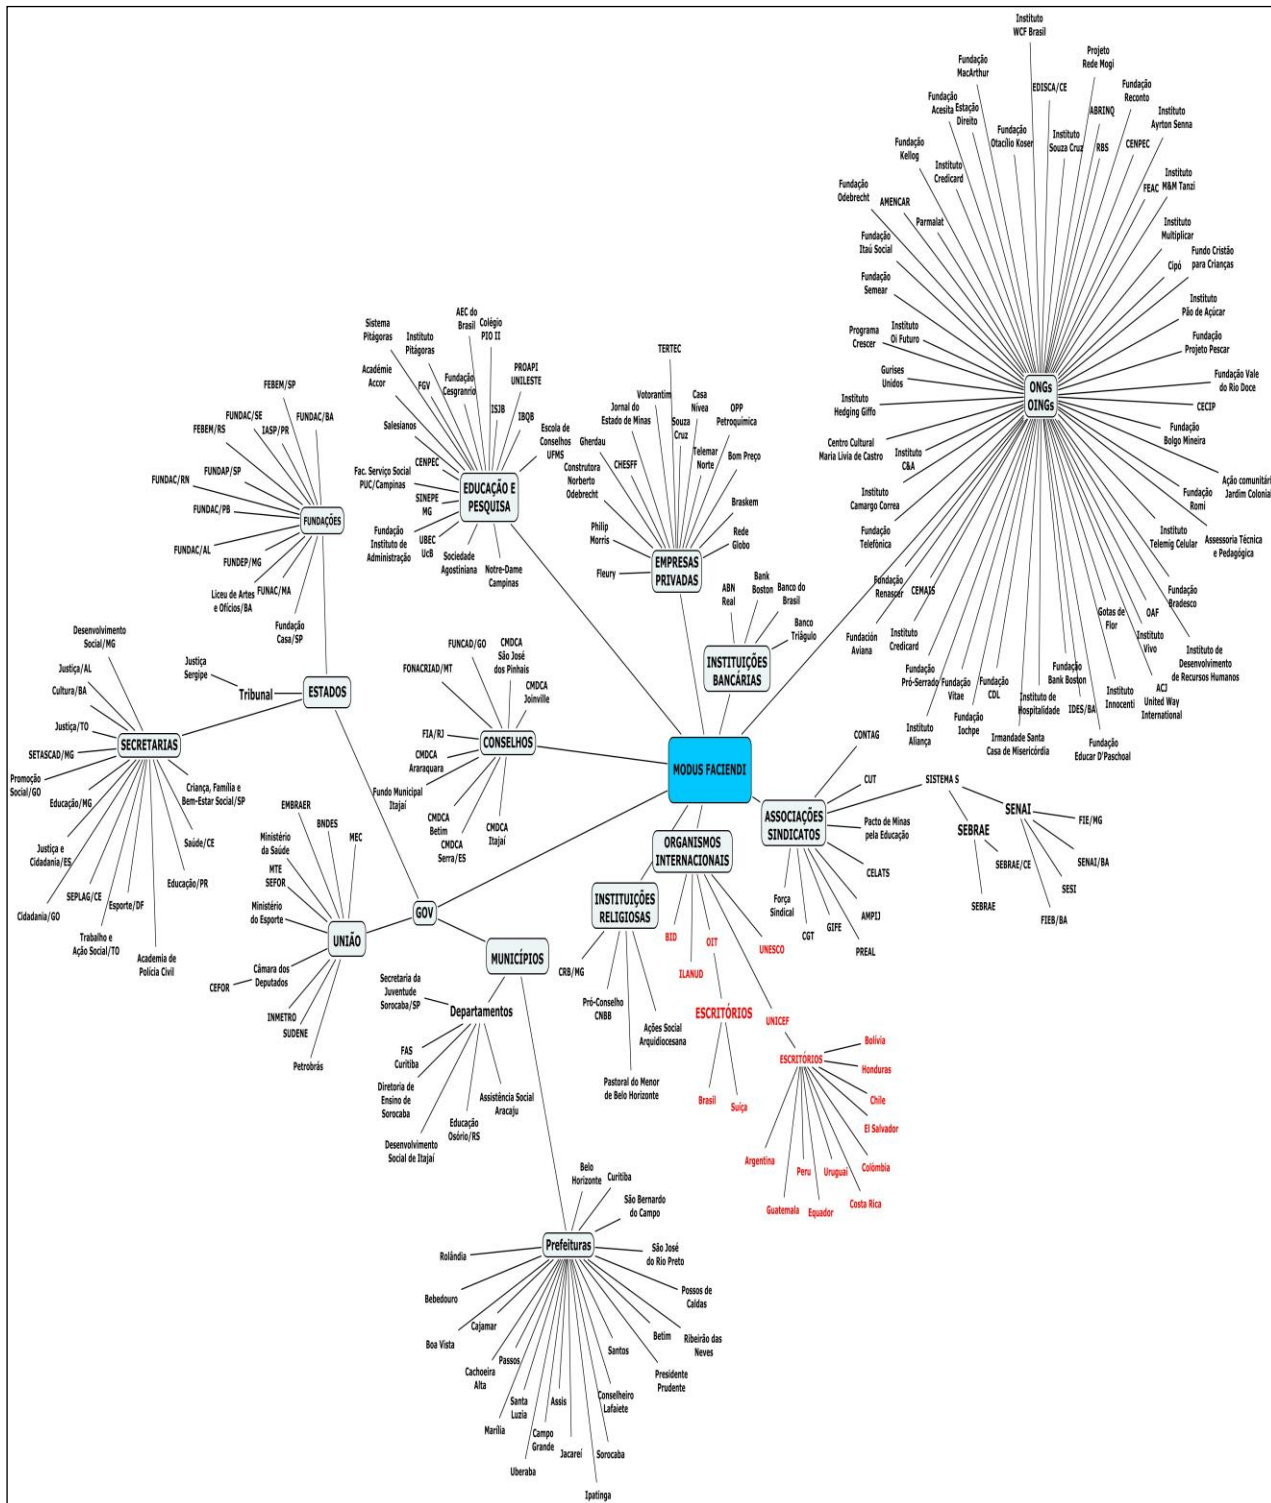 Instituto
WCF Brasil
Projeto
Rede Mogi
Fundação
MacArthur
EDISCA/CE
Fundação
Reconto
Fundação
Acesita
Estação
Direito
ABRINQ
Instituto
Ayrton Senna
Fundação
Otacílio Koser
Instituto
Souza Cruz
RBS
CENPEC
Fundação
Kellog
Instituto
Credicard
Instituto
M&M Tanzi
FEAC
Fundação
Odebrecht
AMENCAR
Parmalat
Instituto
Multiplicar
Fundação
Itaú Social
Cipó
Fundo Cristão
para Crianças
Fundação
Semear
Instituto
Pão de Açúcar
Programa
Crescer
Instituto
Oi Futuro
Fundação
Projeto Pescar
Gurises
Unidos
Fundação Vale
do Rio Doce
Instituto
Hedging Giffo
ONGs
OINGs
CECIP
Centro Cultural
Maria Lívia de Castro
Fundação
Bolgo Mineira
Instituto
C&A
Ação comunitári
Jardim Colonial
Instituto
Camargo Correa
Fundação
Romi
Fundação
Telefônica
Instituto
Telemig Celular
Assessoria Técnica
e Pedagógica
Fundação
Renascer
CEMAIS
Fundação
Bradesco
Gotas de
Flor
OAF
Fundación
Aviana
Instituto
Credicard
Instituto
Vivo
Instituto de
Desenvolvimento
de Recursos Humanos
Fundação
Pró-Serrado
Fundação
Vitae
Fundação
CDL
Fundação
Bank Boston
Instituto
Innocenti
ACJ
United Way
International
Instituto
Aliança
Fundação
Iochpe
Instituto de
Hospitalidade
IDES/BA
Irmandade Santa
Casa de Misericórdia
Fundação
Educar D'Paschoal
Sistema
Pitágoras
Instituto
Pitágoras
AEC do
Brasil
Colégio
PIO II
Académie
Accor
FGV
Fundação
Cesgranrio
PROAPI
UNILESTE
ISJB
IBQB
Salesianos
Escola de
Conselhos
UFMS
CENPEC
Fac. Serviço Social
PUC/Campinas
EDUCAÇÃO E
PESQUISA
SINEPE
MG
Fundação
Instituto de
Administração
UBEC
UcB
Sociedade
Agostiniana
Notre-Dame
Campinas
TERTEC
Votorantim
Casa
Nívea
Jornal do
Estado de Minas
Souza
Cruz
OPP
Petroquimica
Gherdau
CHESFF
Telemar
Norte
Bom Preço
Construtora
Norberto
Odebrecht
Braskem
Philip
Morris
Rede
Globo
Fleury
EMPRESAS
PRIVADAS
ABN
Real
Bank
Boston
Banco do
Brasil
Banco
Triâgulo
INSTITUIÇÕES
BANCÁRIAS
FEBEM/SP
FUNDAC/SE
FUNDAC/BA
FEBEM/RS
IASP/PR
FUNDAP/SP
FUNDAC/RN
FUNDAC/PB
FUNDAÇÕES
FUNDAC/AL
FUNDEP/MG
Liceu de Artes
e Ofícios/BA
FUNAC/MA
Fundação
Casa/SP
Desenvolvimento
Social/MG
Justiça
Sergipe
Tribunal
ESTADOS
Justiça/AL
Cultura/BA
Justiça/TO
SECRETARIAS
SETASCAD/MG
Promoção
Social/GO
Educação/MG
Criança, Família e
Bem-Estar Social/SP
Justiça e
Cidadania/ES
Saúde/CE
Educação/PR
SEPLAG/CE
Esporte/DF
Cidadania/GO
Trabalho e
Ação Social/TO
Academia de
Polícia Civil
FUNCAD/GO
CMDCA
São José
dos Pinhais
FONACRIAD/MT
CMDCA
Joinville
FIA/RJ
CONSELHOS
CMDCA
Araraquara
Fundo Municipal
Itajaí
CMDCA
Betim
CMDCA
Serra/ES
CMDCA
Itajaí
MODUS FACIENDI
CONTAG
CUT
SISTEMA S
ASSOCIAÇÕES
SINDICATOS
Pacto de Minas
pela Educação
SEBRAE
SENAI
FIE/MG
SEBRAE/CE
SENAI/BA
SESI
SEBRAE
FIEB/BA
CELATS
Força
Sindical
AMPIJ
CGT
GIFE
PREAL
EMBRAER
BNDES
MEC
Ministério
da Saúde
MTE
SEFOR
Ministério
do Esporte
UNIÃO
GOV
Câmara dos
Deputados
CEFOR
INMETRO
SUDENE
Petrobrás
ORGANISMOS
INTERNACIONAIS
INSTITUIÇÕES
RELIGIOSAS
MUNICÍPIOS
BID
OIT
UNESCO
ILANUD
CRB/MG
Pró-Conselho
CNBB
Ações Social
Arquidiocesana
Pastoral do Menor
de Belo Horizonte
ESCRITÓRIOS
Brasil
Suíça
UNICEF
ESCRITÓRIOS
Bolívia
Honduras
Chile
El Salvador
Argentina
Peru
Uruguai
Colômbia
Guatemala
Equador
Costa Rica
Secretaria da
Juventude
Sorocaba/SP
Departamentos
FAS
Curitiba
Diretoria de
Ensino de
Sorocaba
Assistência Social
Aracaju
Educação
Osório/RS
Desenvolvimento
Social de Itajaí
Belo
Horizonte
Curitiba
São Bernardo
do Campo
Prefeituras
Rolândia
São José
do Rio Preto
Bebedouro
Possos de
Caldas
Cajamar
Boa Vista
Betim
Ribeirão das
Neves
Passos
Santos
Cachoeira
Alta
Presidente
Prudente
Santa
Luzia
Assis
Conselheiro
Lafaiete
Marília
Campo
Grande
Jacareí
Sorocaba
Uberaba
Ipatinga